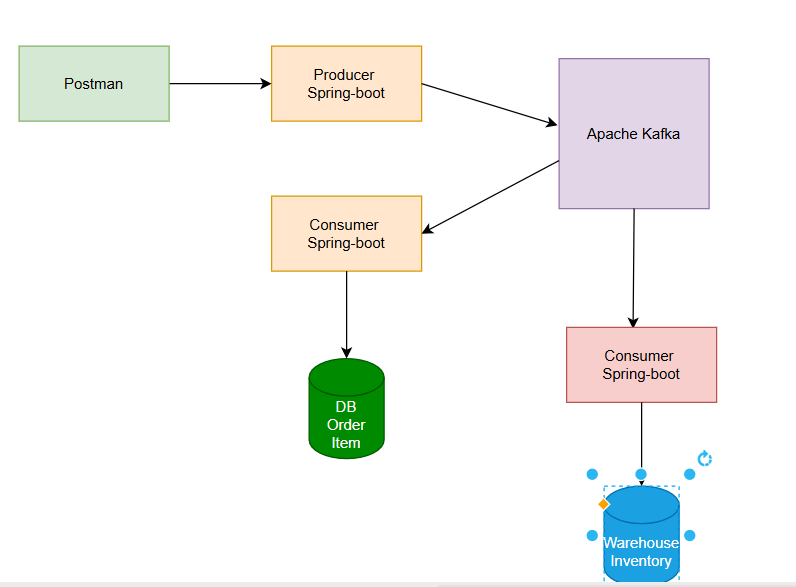 Postman
Producer
Spring-boot
Apache Kafka
Consumer
Spring-boot
Consumer
Spring-boot
DB
Order
Item
Warehouse
Inventory